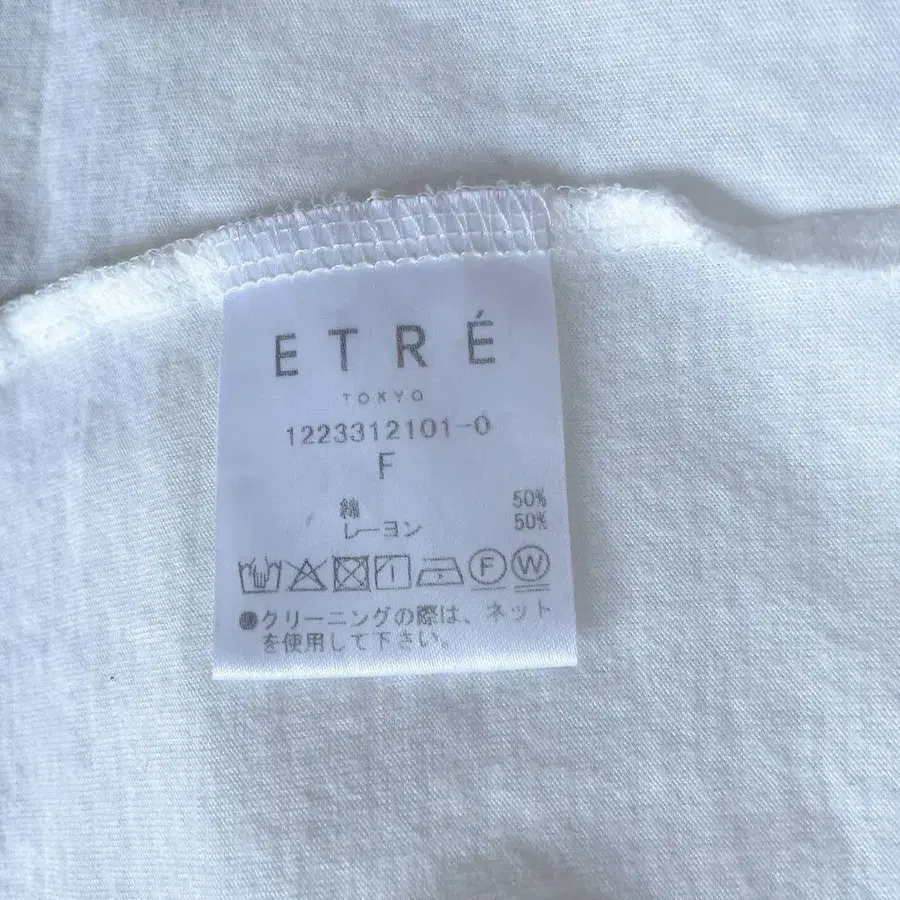 ETRÉ
TOKYO
1223312101-0
F
綿 50%
レーヨン 50%
F W
●クリーニングの際は、ネット
を使用して下さい。